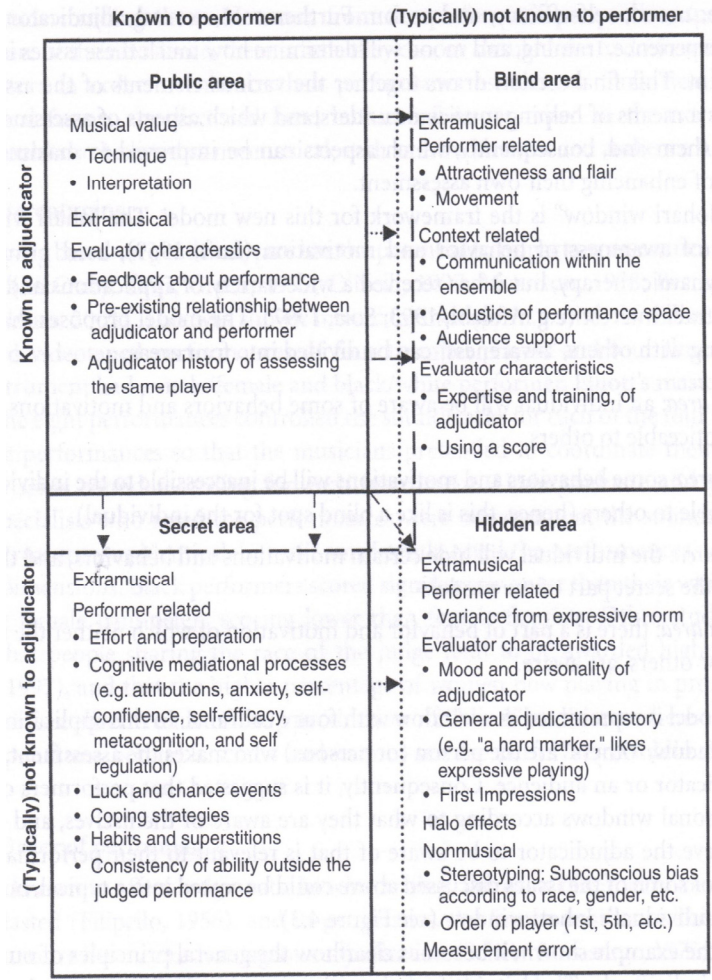 Known to performer
(Typically) not known to performer
Known to adjudicator
Public area
Musical value
• Technique
• Interpretation
Extramusical
Evaluator characterstics
• Feedback about performance
• Pre-existing relationship between
adjudicator and performer
• Adjudicator history of assessing
the same player
Blind area
Extramusical
Performer related
• Attractiveness and flair
• Movement
Context related
• Communication within the
ensemble
• Acoustics of performance space
• Audience support
Evaluator characteristics
• Expertise and training, of
adjudicator
• Using a score
(Typically) not known to adjudicator
Secret area
Exframusical
Performer related
• Effort and preparation
• Cognitive mediational processes
(e.g. attributions, anxiety, self-
confidence, self-efficacy,
metacognition, and self
regulation)
• Luck and chance events
• Coping strategies
• Habits and superstitions
• Consistency of ability outside the
judged performance
Hidden area
Extramusical
Performer related
• Variance from expressive norm
Evaluator characteristics
• Mood and personality of
adjudicator
• General adjudication history
(e.g. “a hard marker,” likes
expressive playing)
• First impressions
Halo effects
Nonmusical
• Stereotyping: Subconscious bias
according to race, gender, etc.
• Order of player (1st, 5th, etc.)
Measurement error